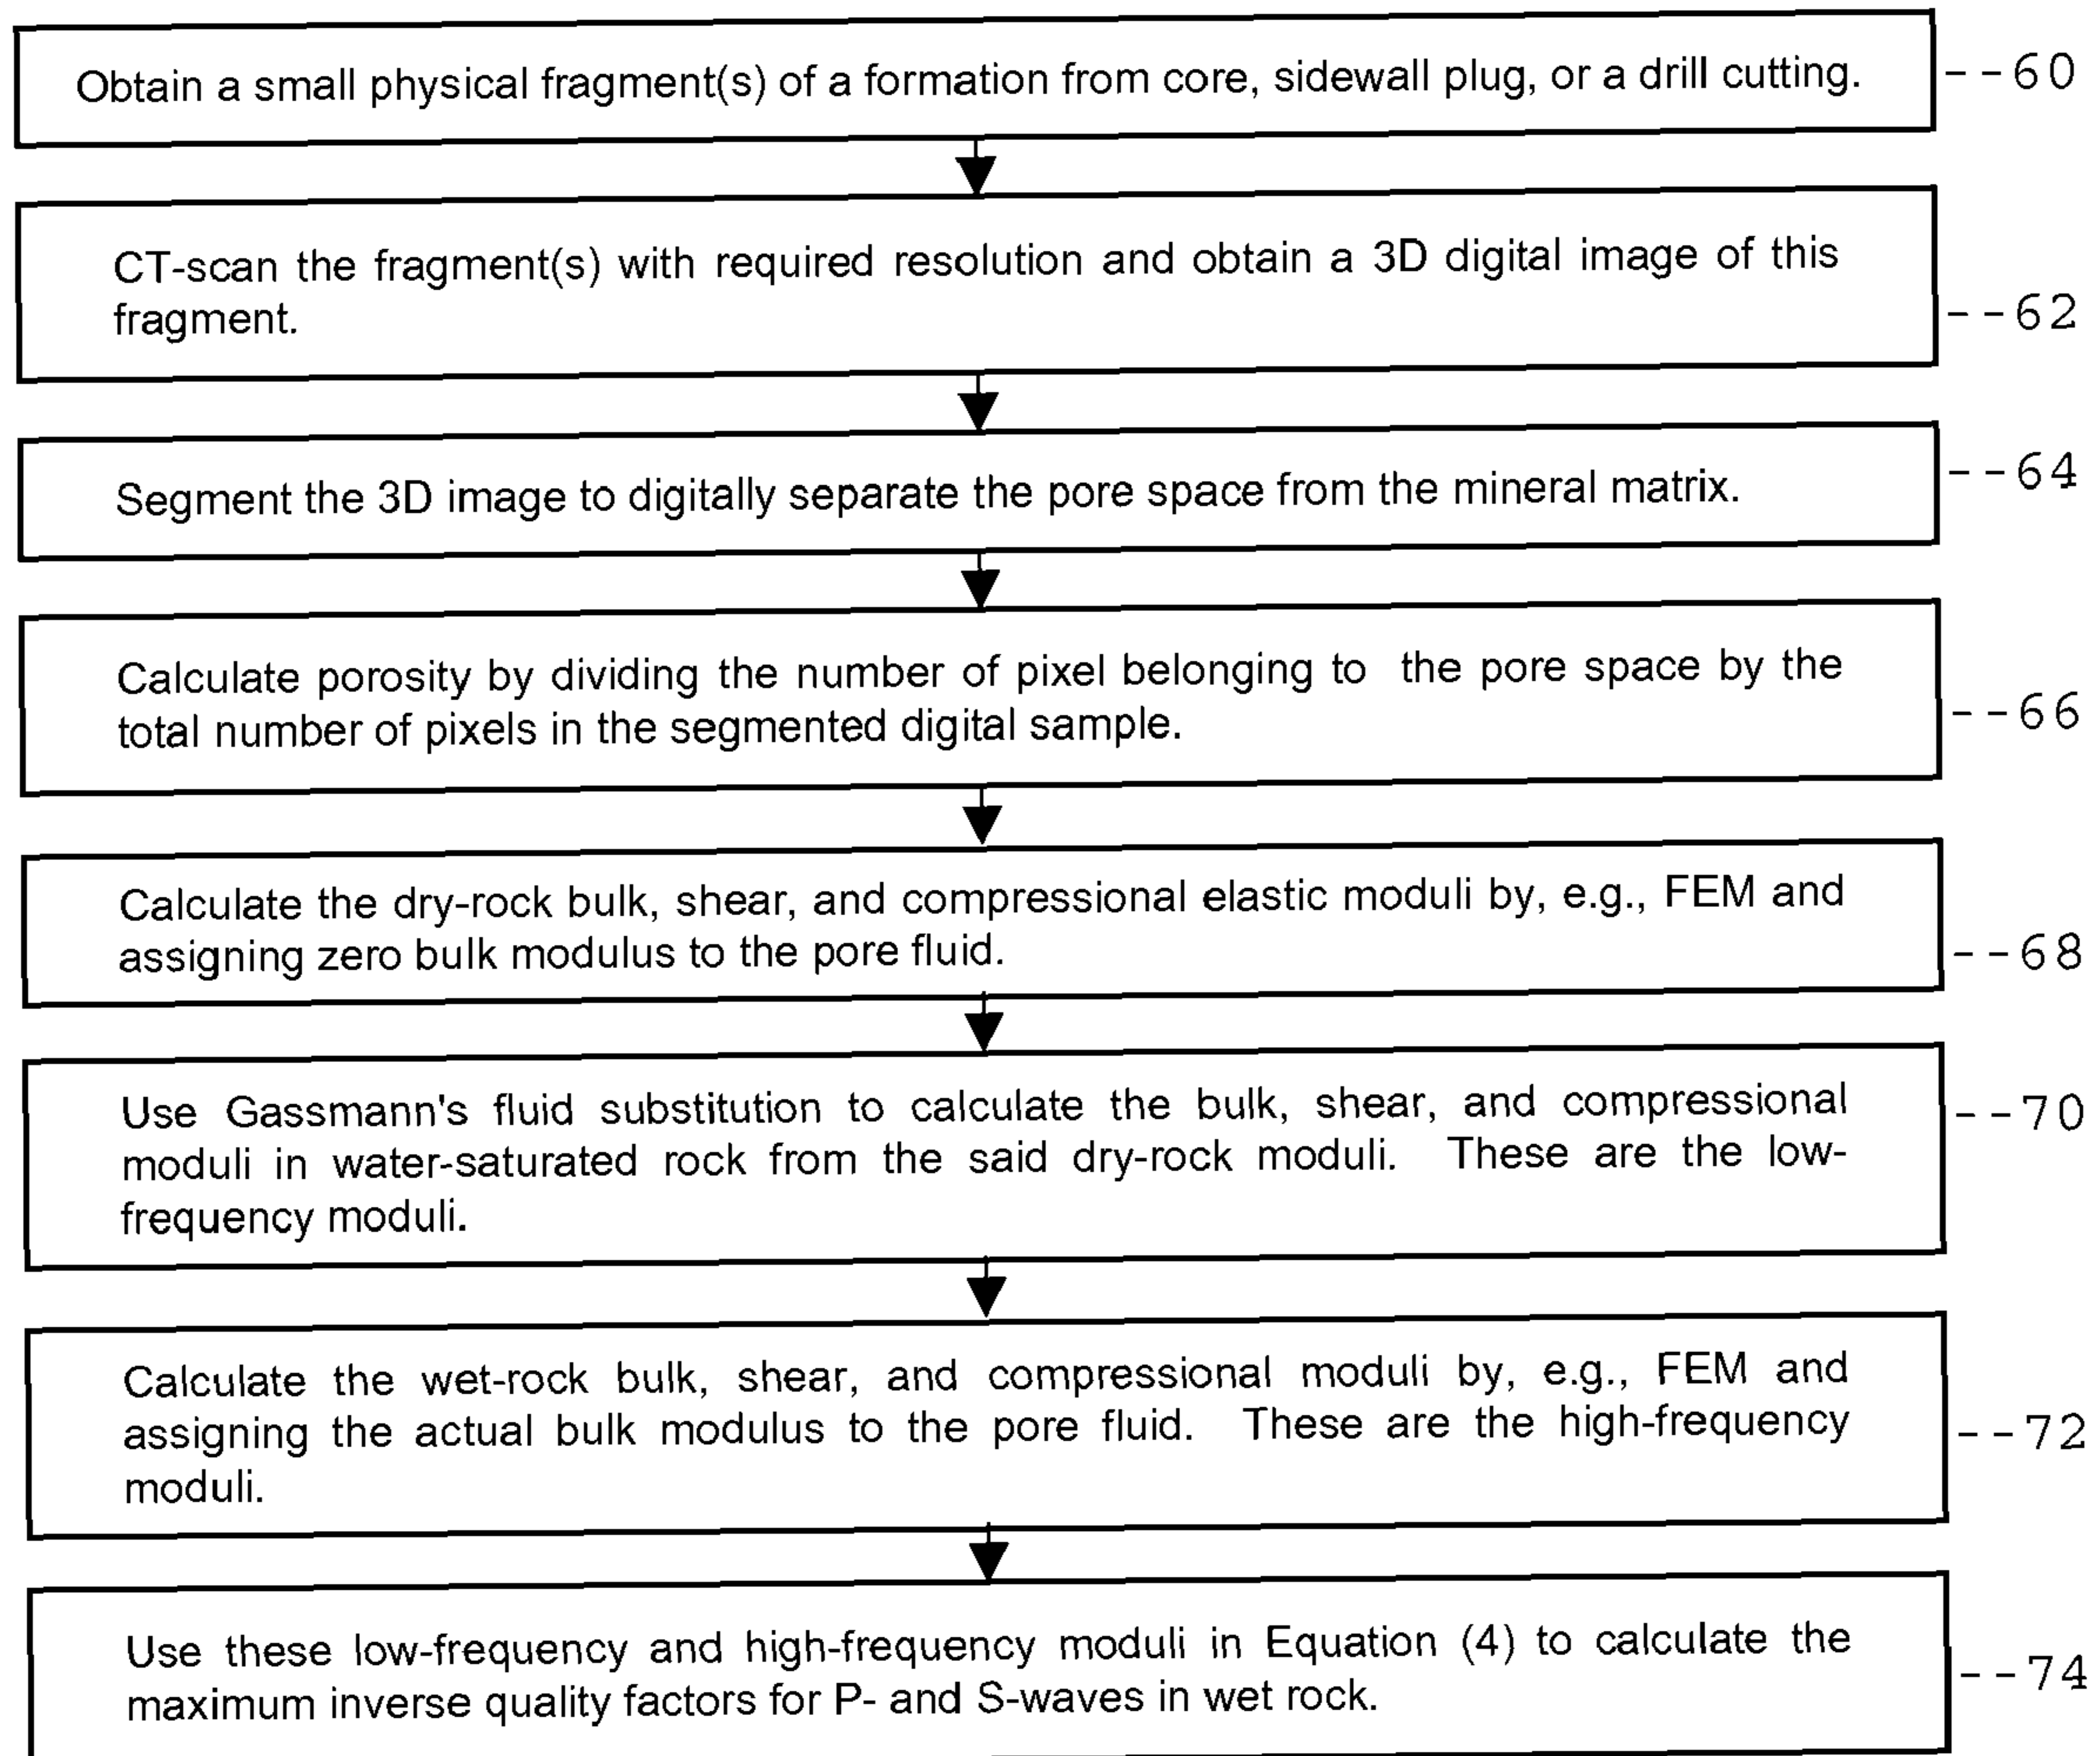 Obtain a small physical fragment(s) of a formation from core, sidewall plug, or a drill cutting.
--60
CT-scan the fragment(s) with required resolution and obtain a 3D digital image of this
fragment.
--62
Segment the 3D image to digitally separate the pore space from the mineral matrix.
--64
Calculate porosity by dividing the number of pixel belonging to the pore space by the
total number of pixels in the segmented digital sample.
--66
Calculate the dry-rock bulk, shear, and compressional elastic moduli by, e.g., FEM and
assigning zero bulk modulus to the pore fluid.
--68
Use Gassmann's fluid substitution to calculate the bulk, shear, and compressional
moduli in water-saturated rock from the said dry-rock moduli. These are the low-
frequency moduli.
--70
Calculate the wet-rock bulk, shear, and compressional moduli by, e.g., FEM and
assigning the actual bulk modulus to the pore fluid. These are the high-frequency
moduli.
--72
Use these low-frequency and high-frequency moduli in Equation (4) to calculate the
maximum inverse quality factors for P- and S-waves in wet rock.
--74